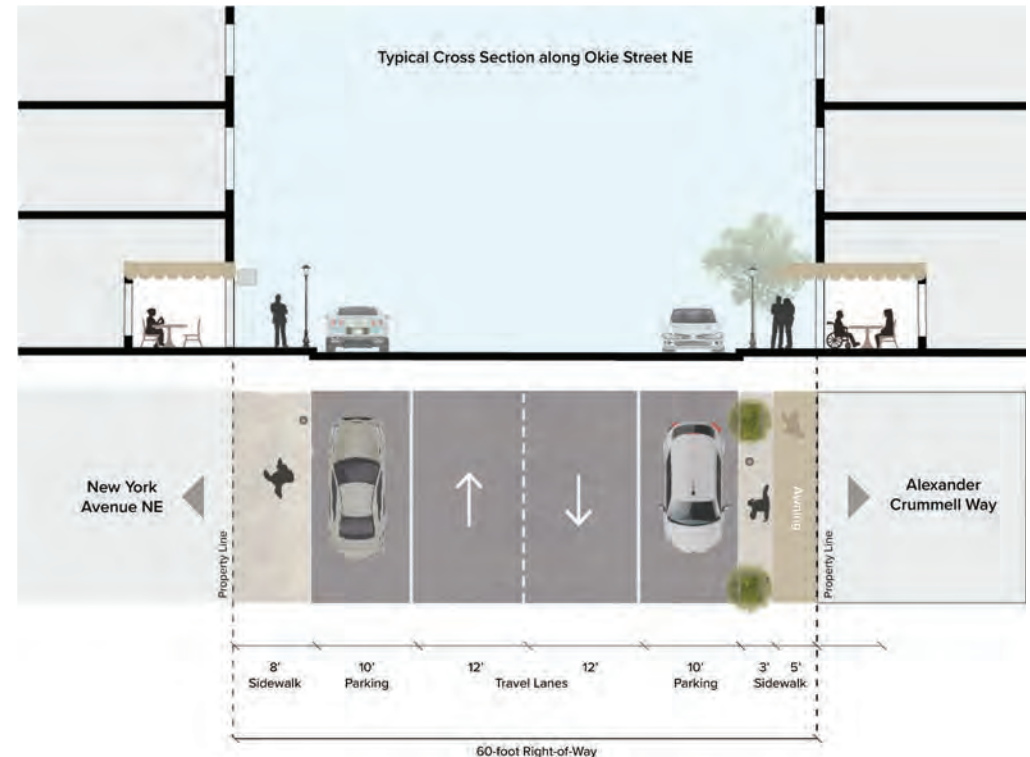 Typical Cross Section along Okie Street NE
New York
Avenue NE
Property Line
Awning
Property Line
Alexander
Crummell Way
8'
Sidewalk
10'
Parking
12'
12'
Travel Lanes
10'
Parking
3'
5'
Sidewalk
60-foot Right-of-Way